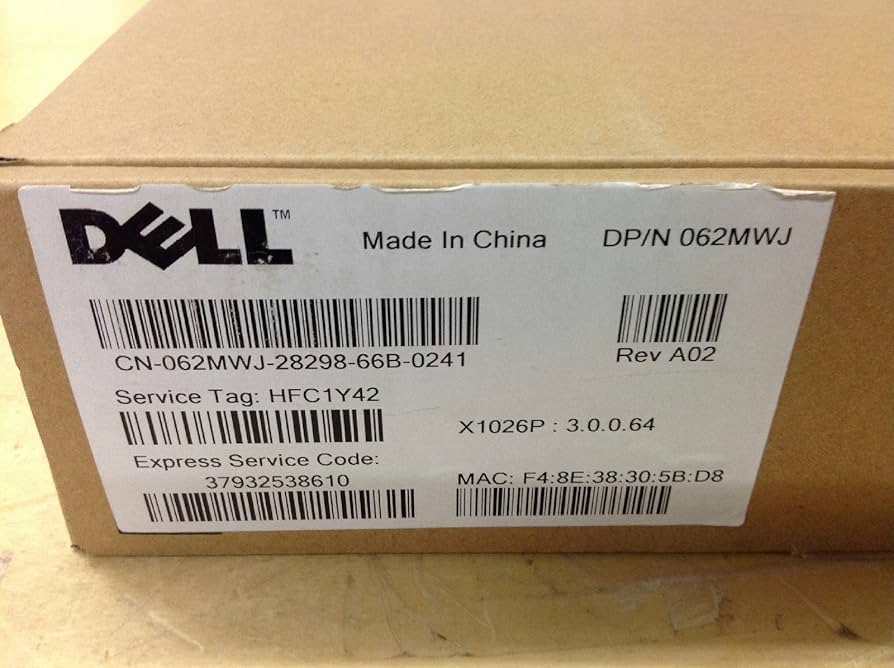 DELL™
Made In China
DP/N 062MWJ
CN-062MWJ-28298-66B-0241
Rev A02
Service Tag: HFC1Y42
X1026P : 3.0.0.64
Express Service Code:
37932538610
MAC: F4:8E:38:30:5B:D8